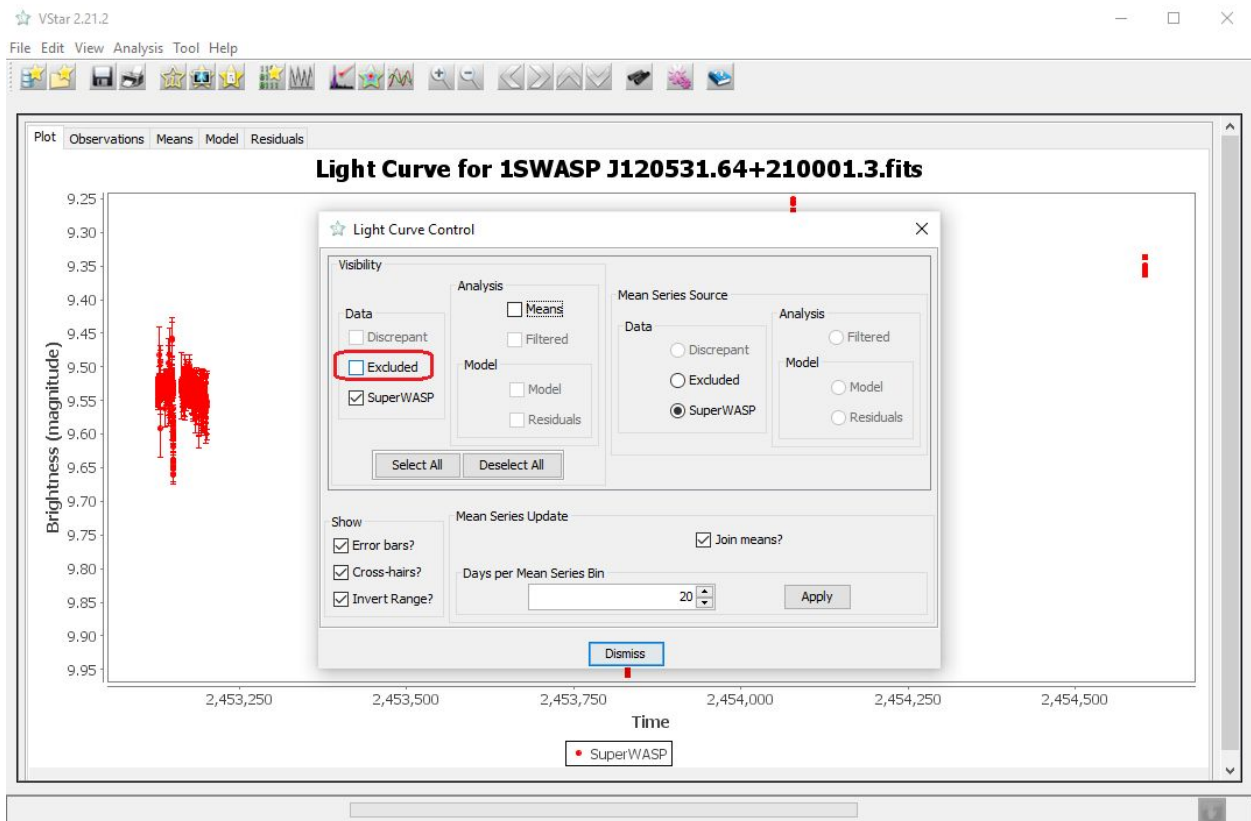 VStar 2.21.2
File Edit View Analysis Tool Help
Plot Observations Means Model Residuals
Light Curve for 1SWASP J120531.64+210001.3.fits
Light Curve Control
Visibility
Data
Discrepant
Excluded
SuperWASP
Analysis
Means
Filtered
Model
Model
Residuals
Select All Deselect All
Mean Series Source
Data
Discrepant
Excluded
SuperWASP
Analysis
Filtered
Model
Model
Residuals
Show
Error bars?
Cross-hairs?
Invert Range?
Mean Series Update
Join means?
Days per Mean Series Bin
20
Apply
Dismiss
Brightness (magnitude)
9.25
9.30
9.35
9.40
9.45
9.50
9.55
9.60
9.65
9.70
9.75
9.80
9.85
9.90
9.95
2,453,250 2,453,500 2,453,750 2,454,000 2,454,250 2,454,500
Time
SuperWASP